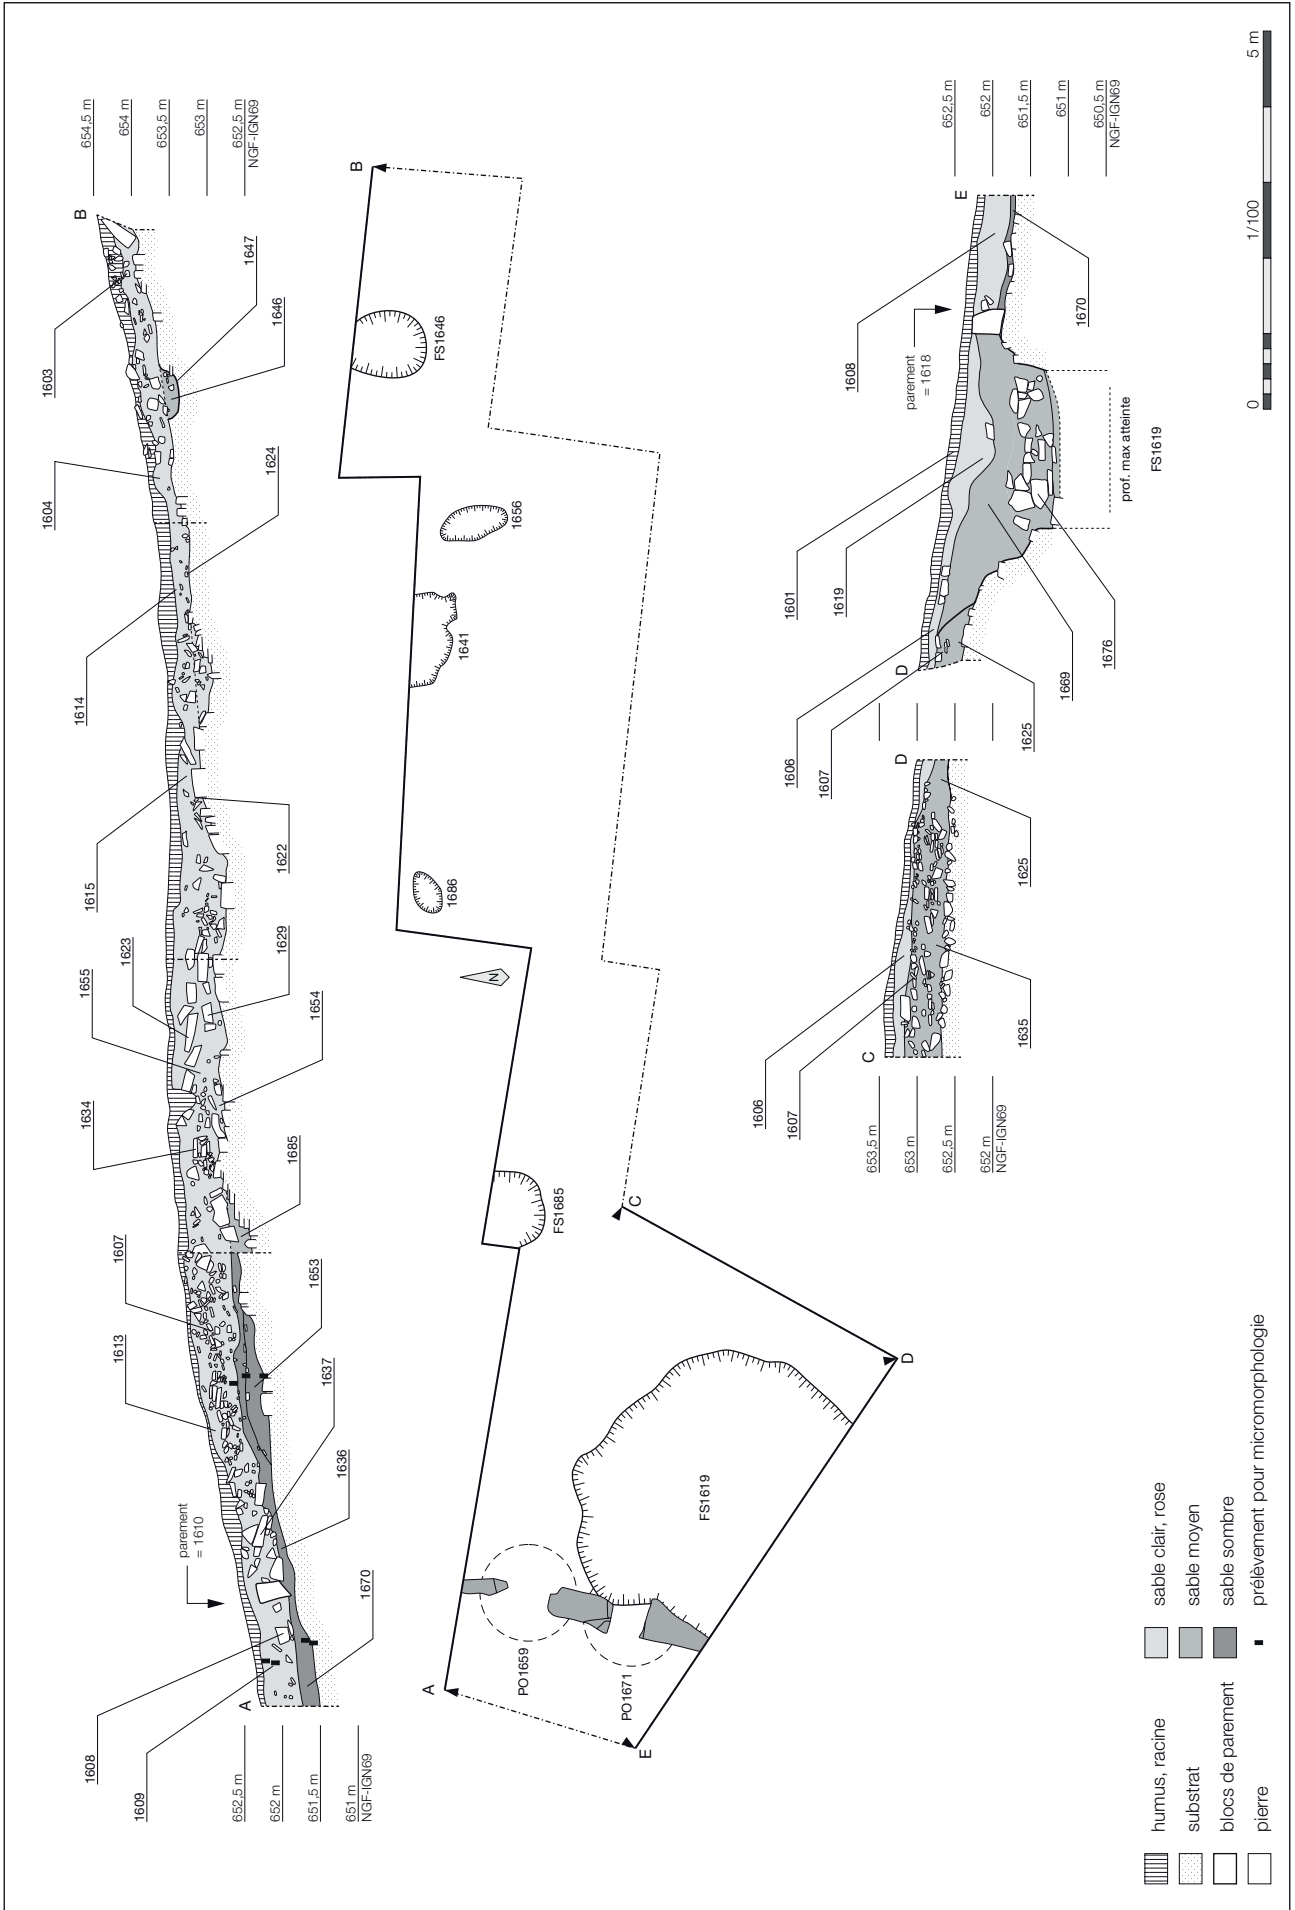 1608
1609
parement
= 1610
1613
1607
1634
1655
1623
1615
1614
1604
1603
B
654,5 m
654 m
653,5 m
653 m
652,5 m
NGF-IGN69
A
652,5 m
652 m
651,5 m
651 m
NGF-IGN69
1670
1636
1637
1653
1685
1654
1629
1622
1624
1646
1647
A
E
PO1659
PO1671
FS1619
D
C
FS1685
N
1686
1641
1656
FS1646
B
1606
1607
C
D
653,5 m
653 m
652,5 m
652 m
NGF-IGN69
1635
1625
1606
1607
1601
1619
1608
parement
= 1618
D
E
652,5 m
652 m
651,5 m
651 m
650,5 m
NGF-IGN69
1625
1669
1676
1670
prof. max atteinte
FS1619
humus, racine
substrat
blocs de parement
pierre
sable clair, rose
sable moyen
sable sombre
prélèvement pour micromorphologie
0
1/100
5 m